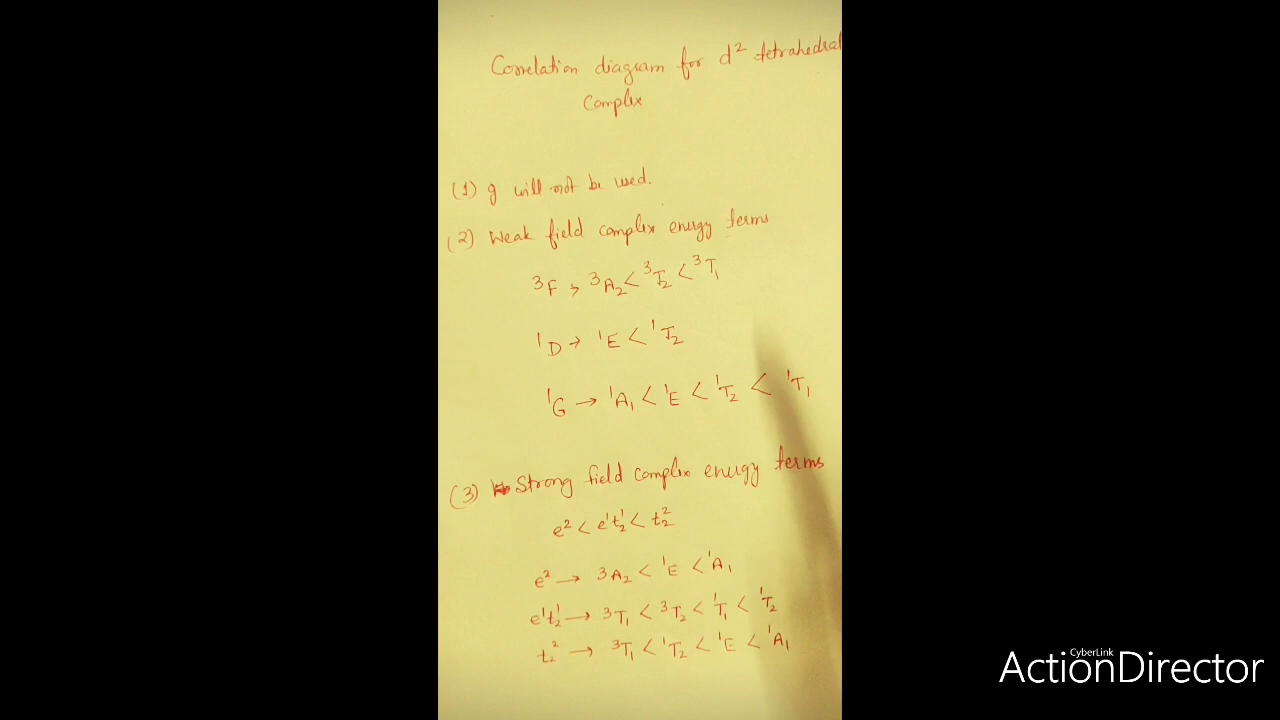 Correlation diagram for d² tetrahedral
Complex
(1) g will not be used.
(2) Weak field complex energy terms
³F → ³A₂ < ³T₂ < ³T₁
¹D → ¹E < ¹T₂
¹G → ¹A₁ < ¹E < ¹T₂ < ¹T₁
(3) Strong field complex energy terms
e² < e¹t₂¹ < t₂²
e² → 3A₂ < ¹E < ¹A₁
e¹t₂¹ → 3T₁ < ³T₂ < ¹T₁ < ¹T₂
t₂² → ³T₁ < ¹T₂ < ¹E < ¹A₁
CyberLink
ActionDirector